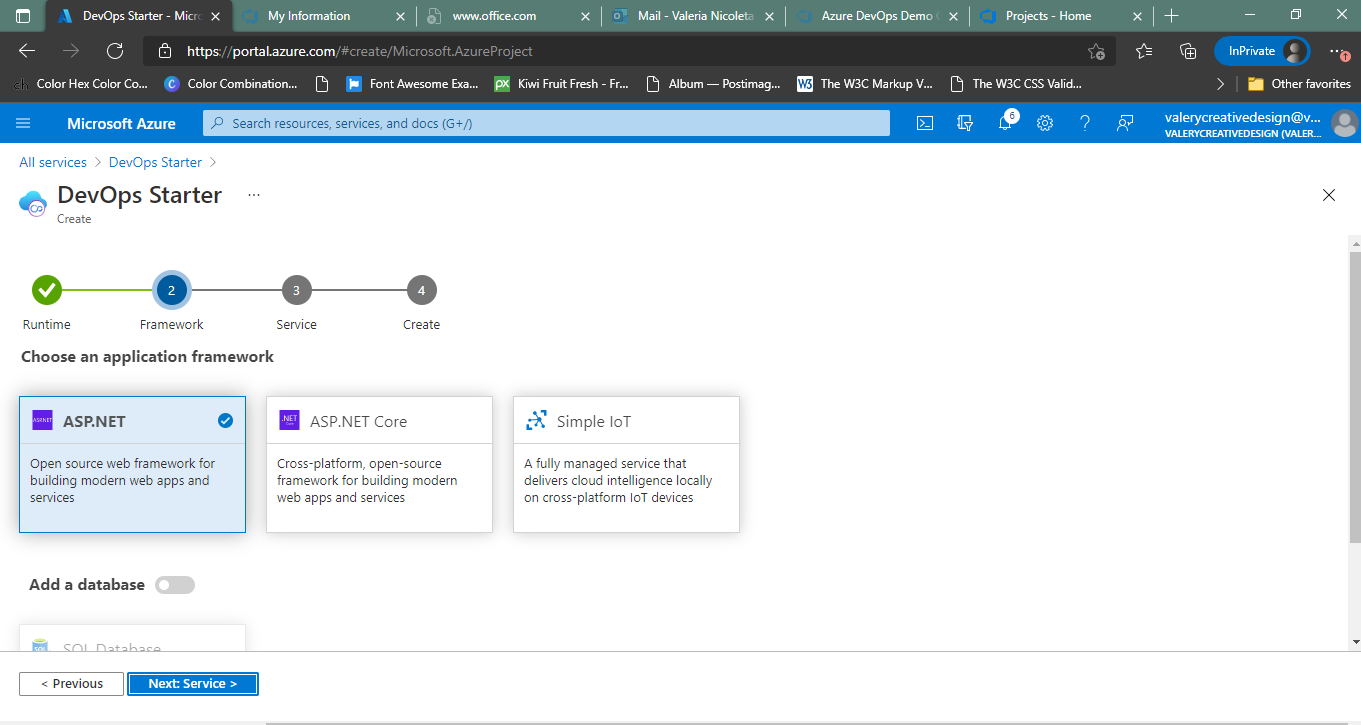 DevOps Starter - Micr
My Information
www.office.com
Mail - Valeria Nicoleta
Azure DevOps Demo
Projects - Home
https://portal.azure.com/#create/Microsoft.AzureProject
InPrivate
Color Hex Color Co...
Color Combination...
Font Awesome Exa...
Kiwi Fruit Fresh - Fr...
Album — Postimag...
The W3C Markup V...
The W3C CSS Valid...
Other favorites
Microsoft Azure
Search resources, services, and docs (G+/)
6
valerycreativedesign@v...
VALERYCREATIVEDESIGN (VALER...
All services > DevOps Starter >
DevOps Starter ...
Create
2
3
4
Runtime
Framework
Service
Create
Choose an application framework
ASP.NET
Open source web framework for
building modern web apps and
services
.NET
Core
ASP.NET Core
Cross-platform, open-source
framework for building modern
web apps and services
Simple IoT
A fully managed service that
delivers cloud intelligence locally
on cross-platform IoT devices
Add a database
SQL Database
< Previous
Next: Service >